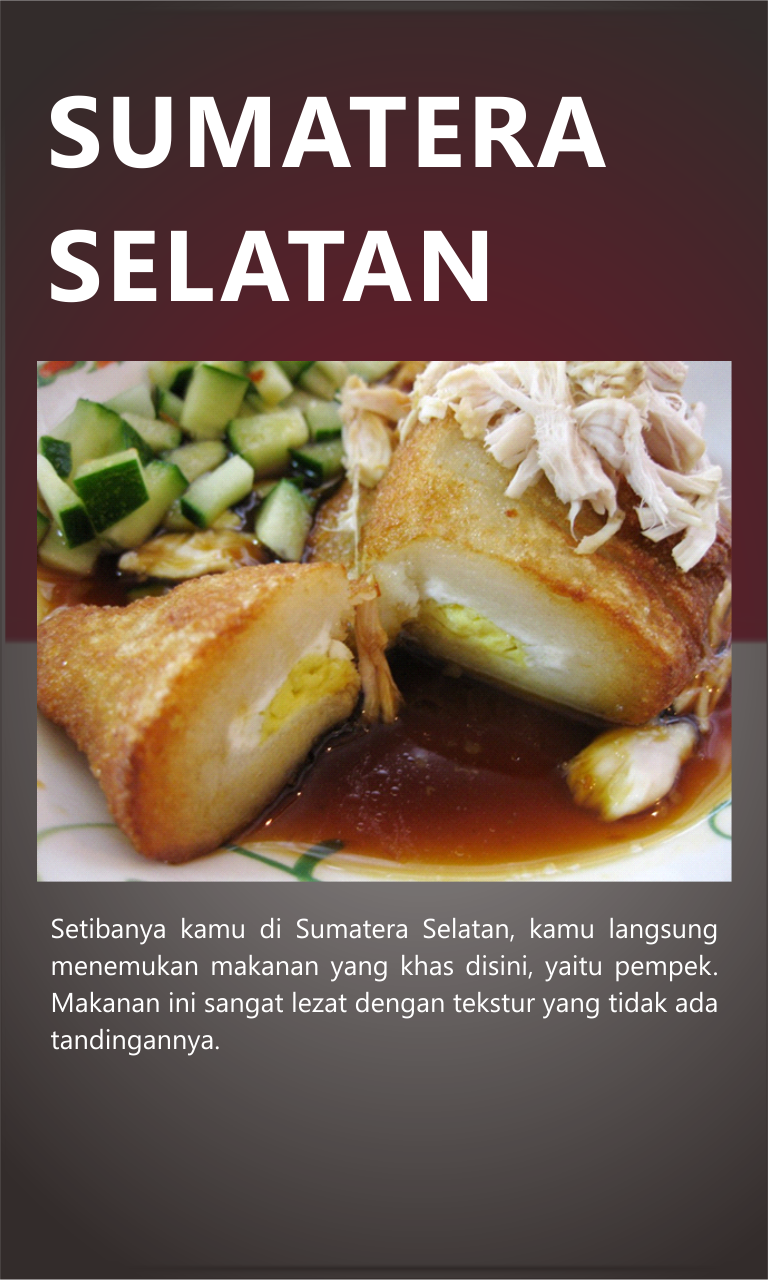 SUMATERA
SELATAN
Setibanya kamu di Sumatera Selatan, kamu langsung
menemukan makanan yang khas disini, yaitu pempek.
Makanan ini sangat lezat dengan tekstur yang tidak ada
tandingannya.